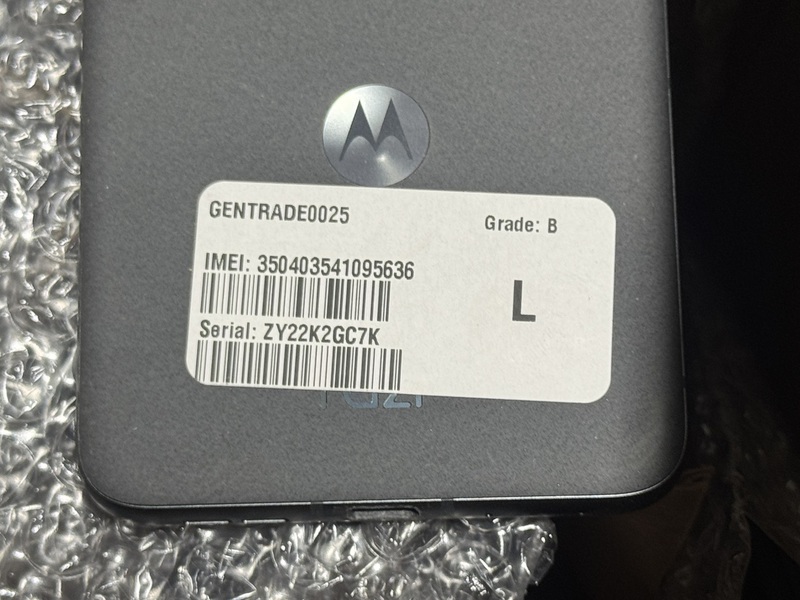 GENTRADE0025
Grade: B
IMEI: 350403541095636
L
Serial: ZY22K2GC7K